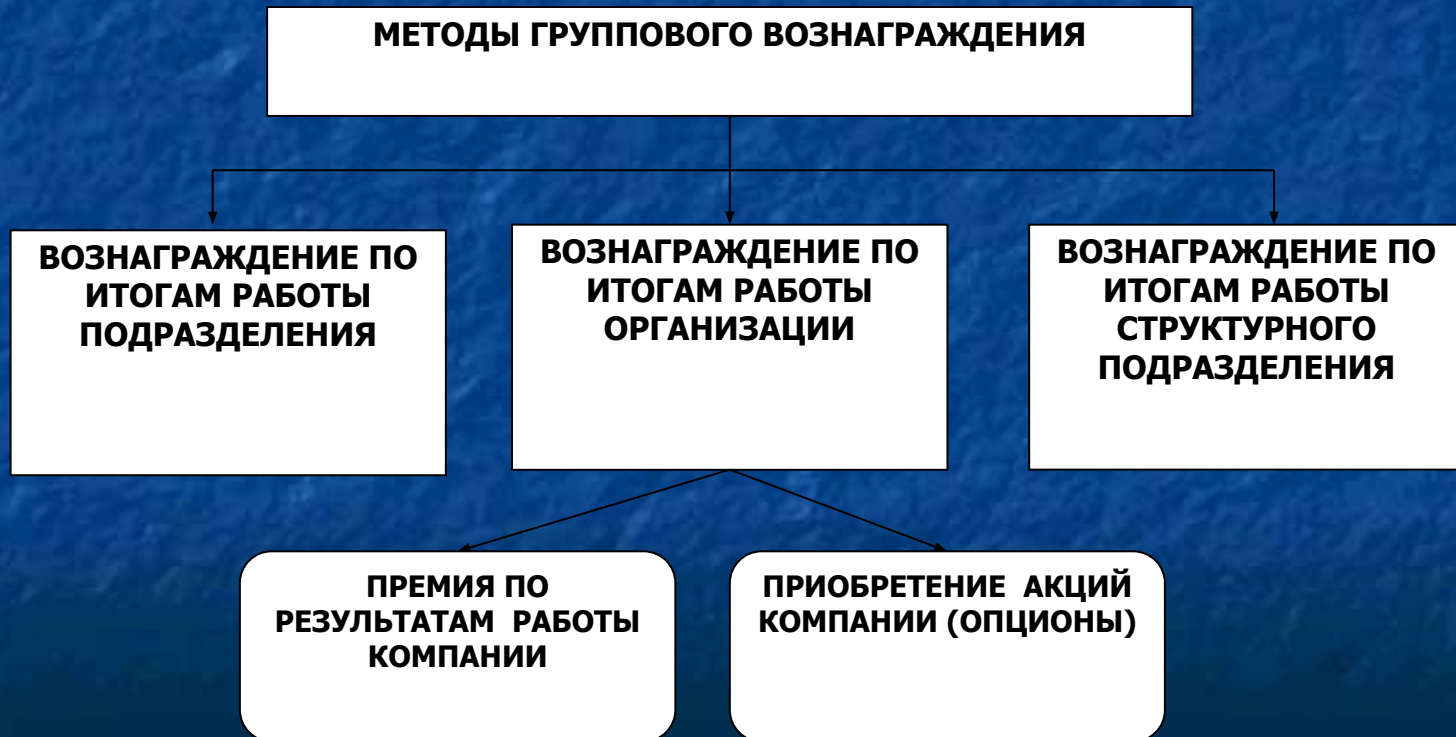 МЕТОДЫ ГРУППОВОГО ВОЗНАГРАЖДЕНИЯ
ВОЗНАГРАЖДЕНИЕ ПО
ИТОГАМ РАБОТЫ
ПОДРАЗДЕЛЕНИЯ
ВОЗНАГРАЖДЕНИЕ ПО
ИТОГАМ РАБОТЫ
ОРГАНИЗАЦИИ
ВОЗНАГРАЖДЕНИЕ ПО
ИТОГАМ РАБОТЫ
СТРУКТУРНОГО
ПОДРАЗДЕЛЕНИЯ
ПРЕМИЯ ПО
РЕЗУЛЬТАТАМ РАБОТЫ
КОМПАНИИ
ПРИОБРЕТЕНИЕ АКЦИЙ
КОМПАНИИ (ОПЦИОНЫ)